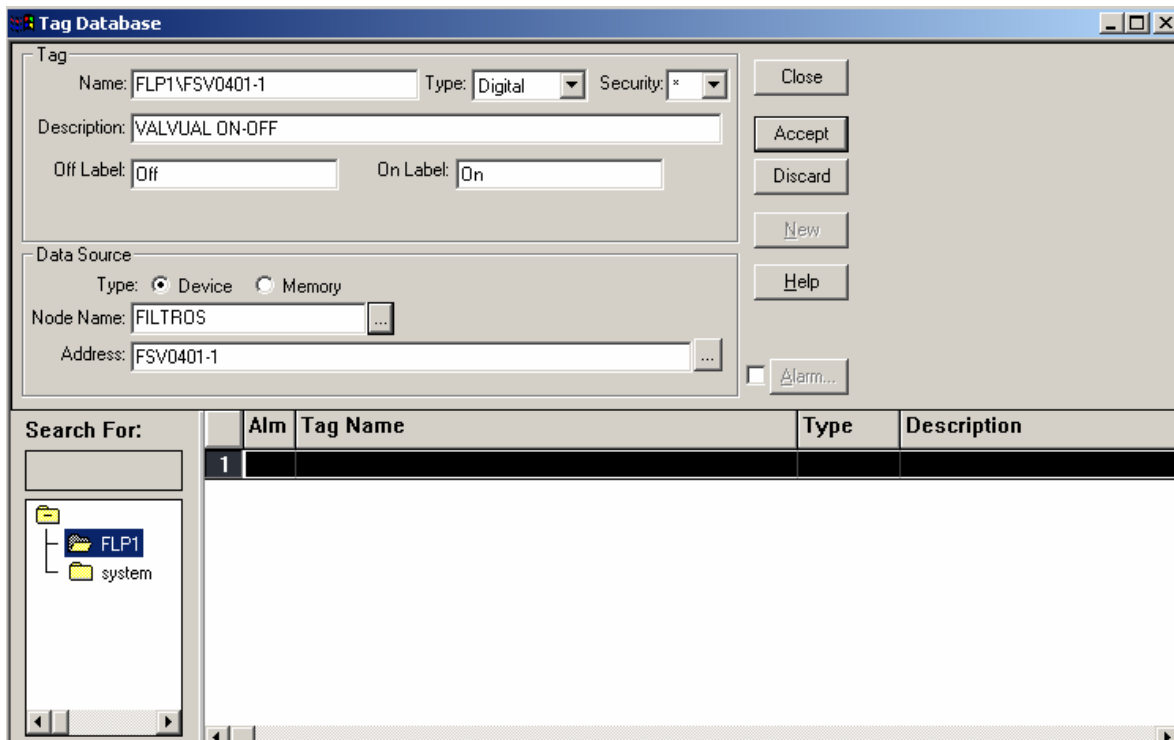 Tag Database
Tag
Name: FLP1\FSV0401-1 Type: Digital Security: * Close
Description: VALVUAL ON-OFF Accept
Off Label: Off On Label: On Discard
New
Data Source
Type: Device Memory Help
Node Name: FILTROS ...
Address: FSV0401-1 ...
Alarm...
Search For: Alm Tag Name Type Description
1
FLP1
system